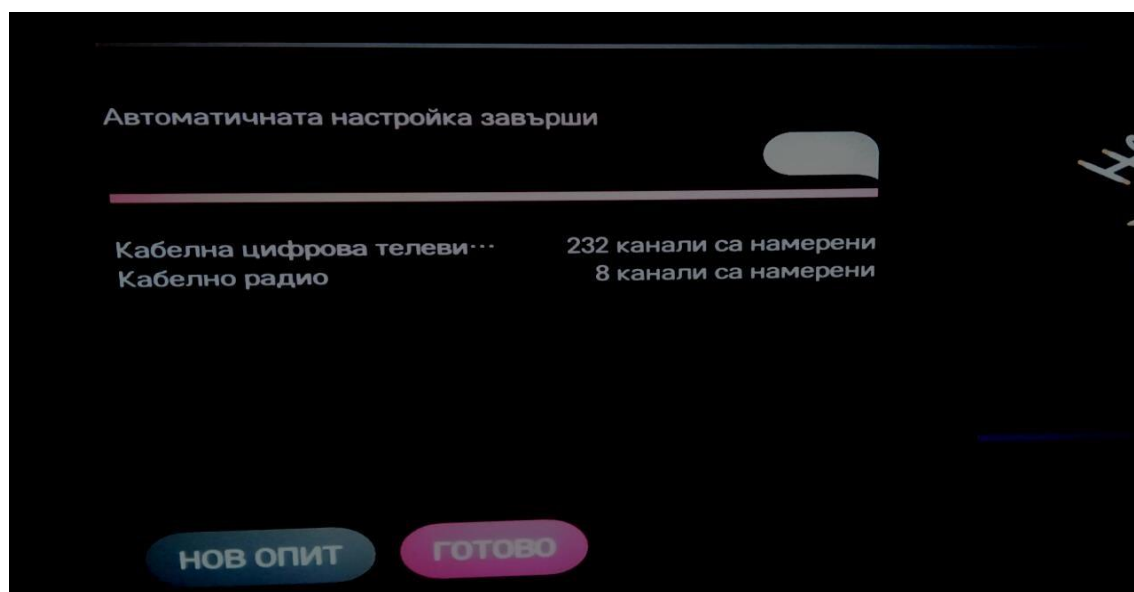 Автоматичната настройка завърши
Кабелна цифрова телеви...
232 канали са намерени
Кабелно радио
8 канали са намерени
НОВ ОПИТ
ГОТОВО